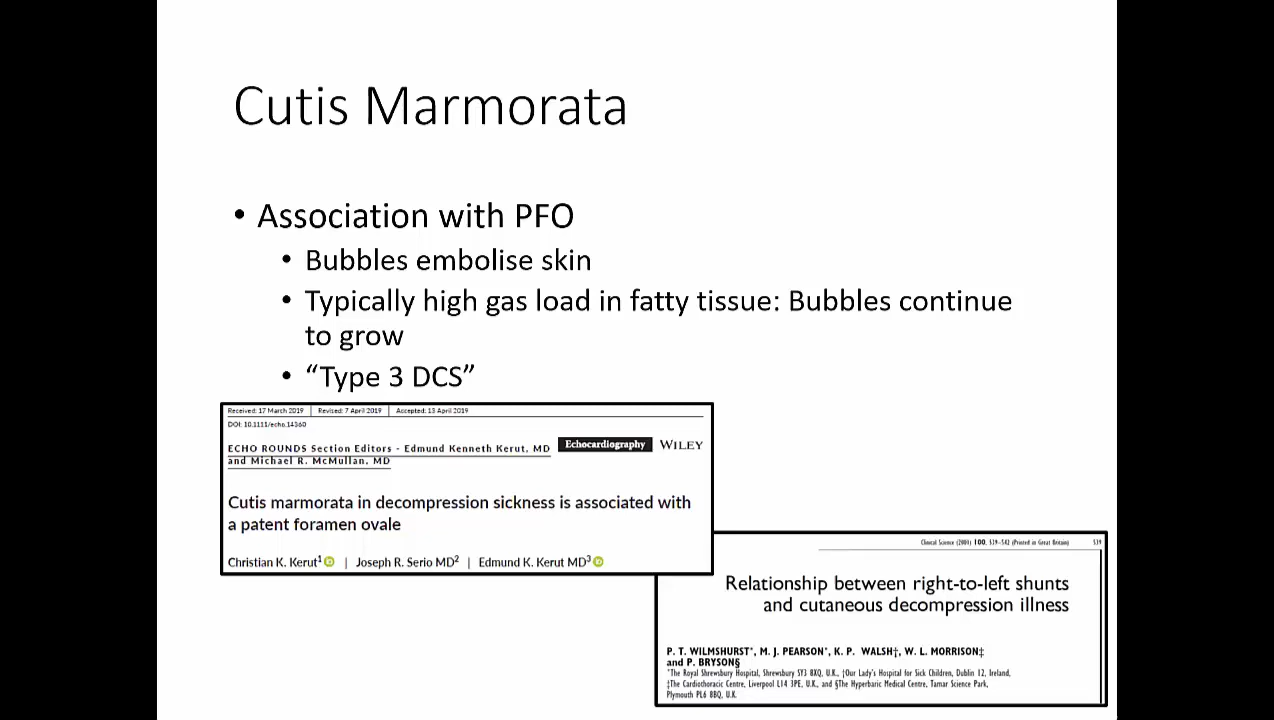 Cutis Marmorata
• Association with PFO
• Bubbles embolise skin
• Typically high gas load in fatty tissue: Bubbles continue
to grow
• “Type 3 DCS”
Received: 17 March 2019 | Revised: 7 April 2019 | Accepted: 13 April 2019
DOI: 10.1111/echo.14360
ECHO ROUNDS Section Editors - Edmund Kenneth Kerut, MD
and Michael R. McMullan, MD
Echocardiography WILEY
Cutis marmorata in decompression sickness is associated with
a patent foramen ovale
Christian K. Kerut¹ | Joseph R. Serio MD² | Edmund K. Kerut MD³
Clinical Science (2001) 100, 539–542 (Printed in Great Britain) 539
Relationship between right-to-left shunts
and cutaneous decompression illness
P. T. WILMSHURST*, M. J. PEARSON*, K. P. WALSH†, W. L. MORRISON‡
and P. BRYSON§
*The Royal Shrewsbury Hospital, Shrewsbury SY3 8XQ, U.K., †Our Lady's Hospital for Sick Children, Dublin 12, Ireland,
‡The Cardiothoracic Centre, Liverpool L14 3PE, U.K., and §The Hyperbaric Medical Centre, Tamar Science Park,
Plymouth PL6 8BQ, U.K.